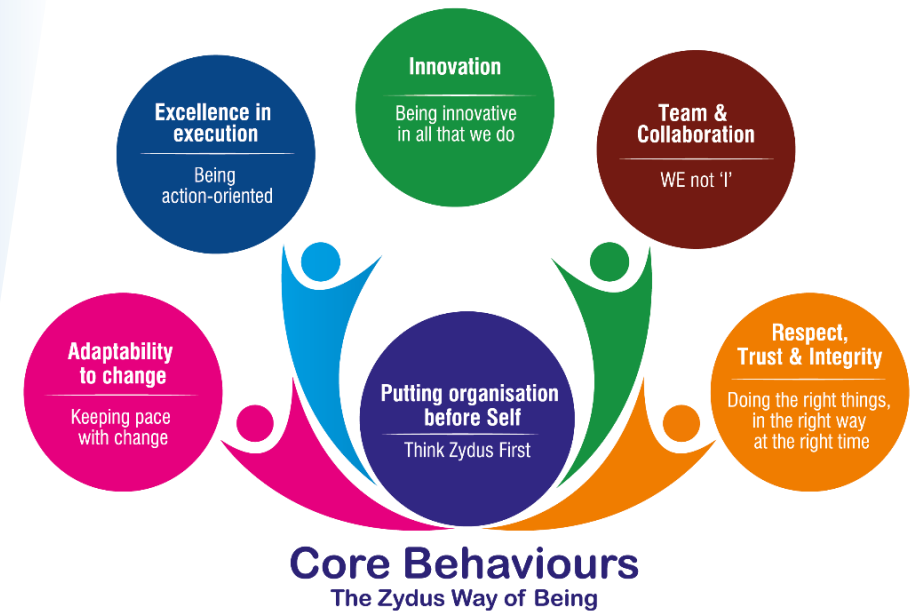 Innovation
Being innovative
in all that we do
Excellence in
execution
Being
action-oriented
Team &
Collaboration
WE not 'I'
Adaptability
to change
Keeping pace
with change
Putting organisation
before Self
Think Zydus First
Respect,
Trust & Integrity
Doing the right things,
in the right way
at the right time
Core Behaviours
The Zydus Way of Being